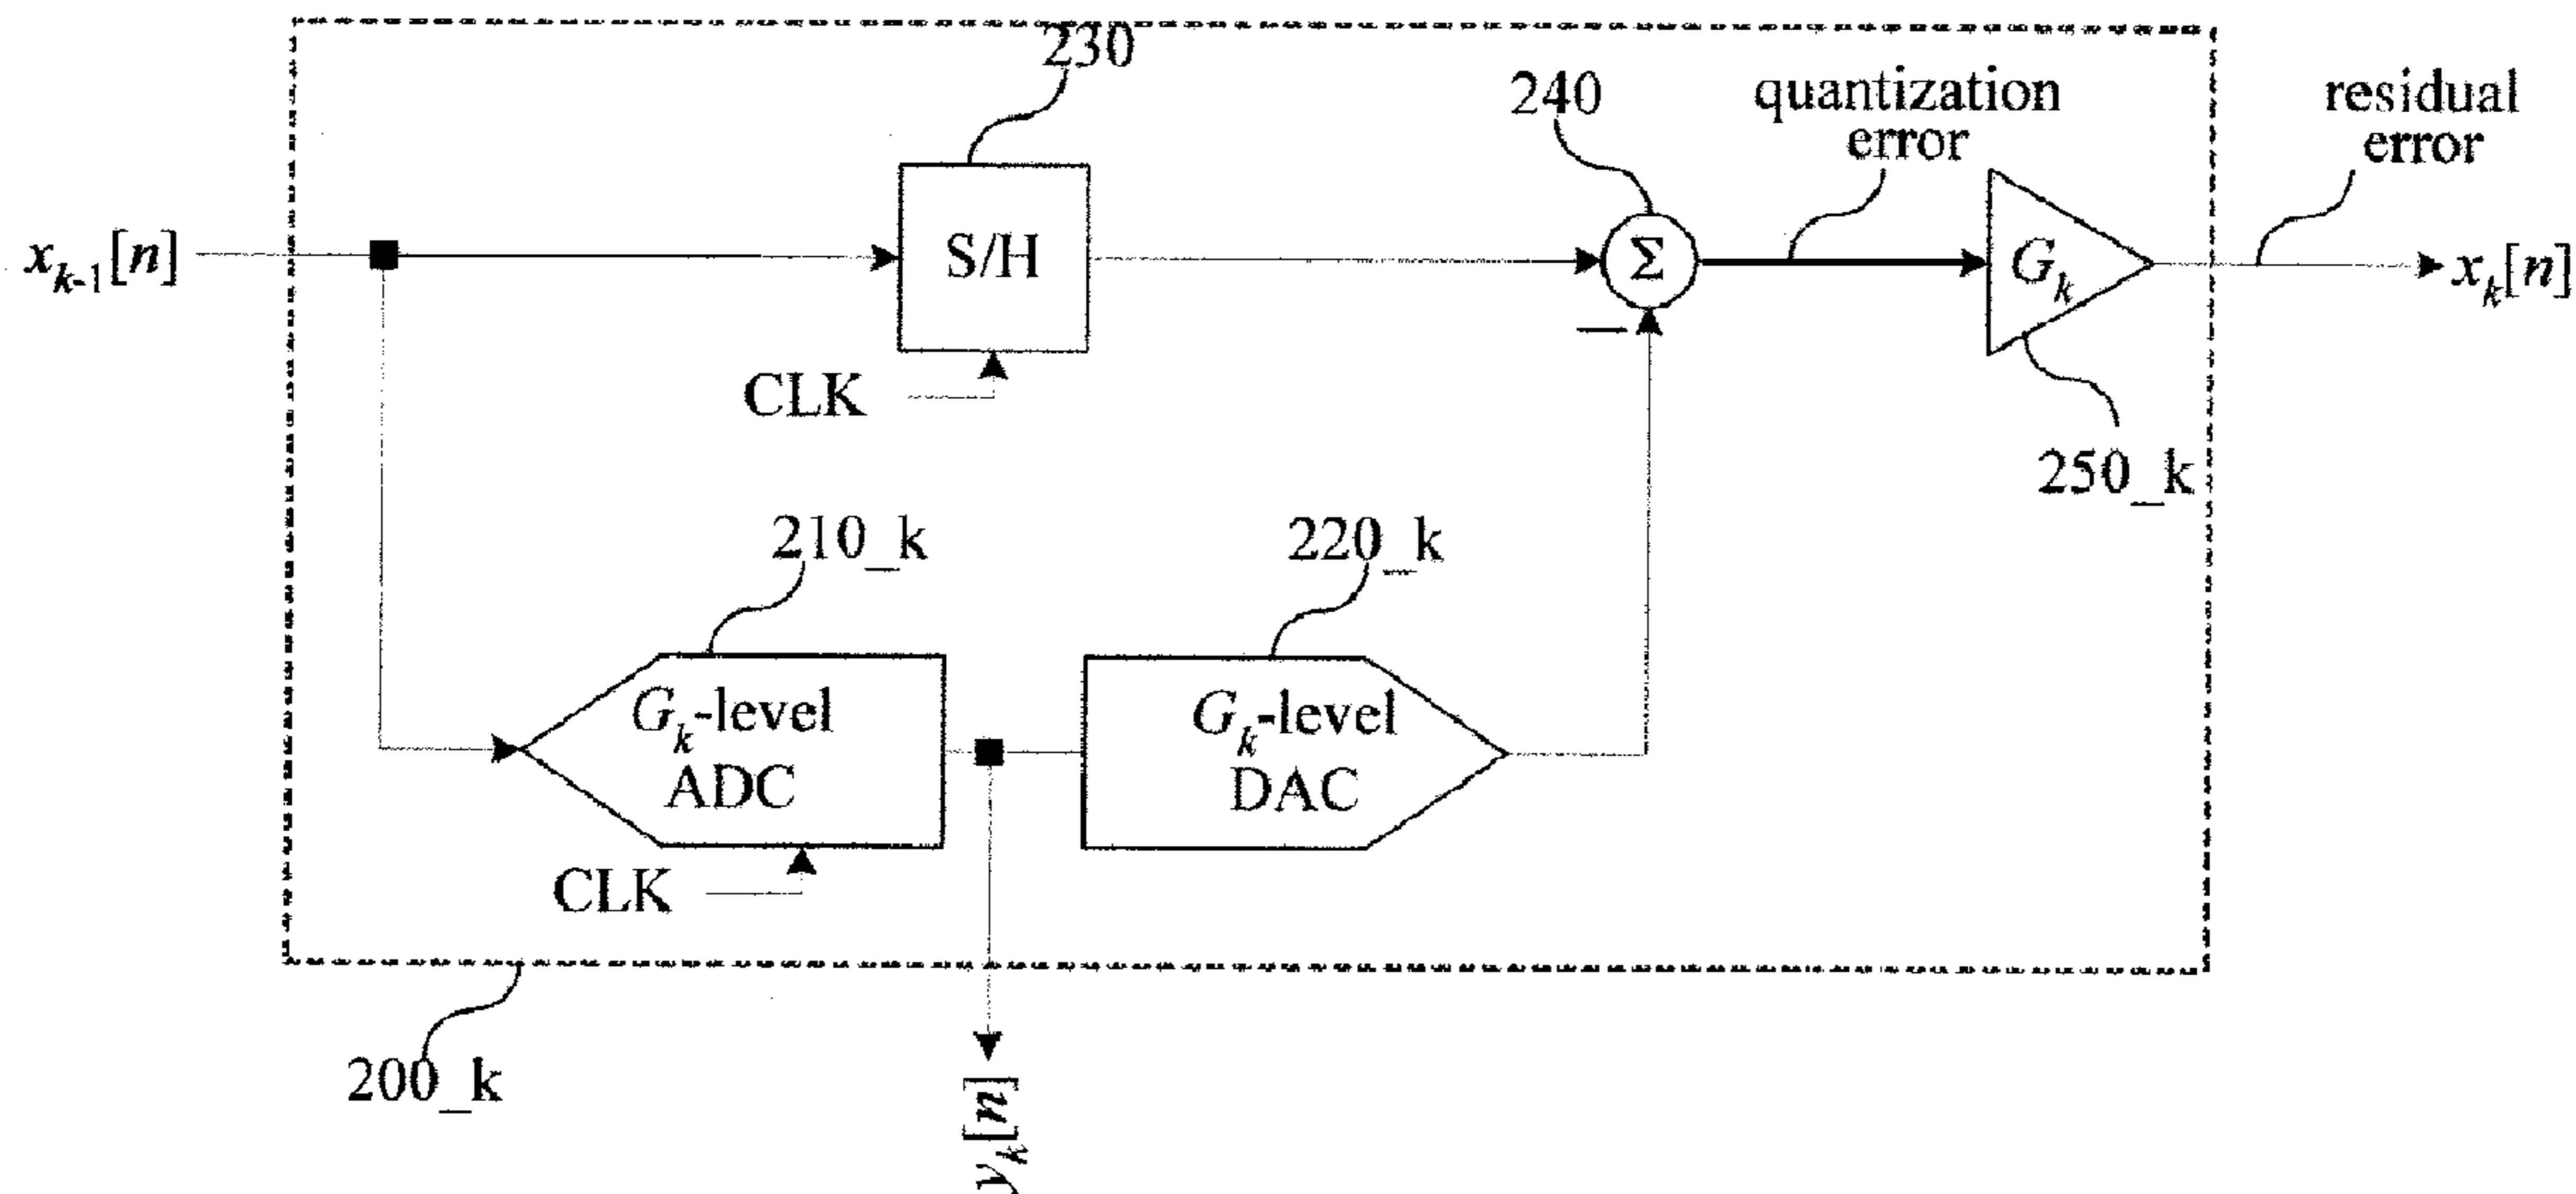 230
240
quantization
error
residual
error
x_{k-1}[n]
S/H
Σ
G_k
x_k[n]
CLK
250_k
210_k
220_k
G_k-level
ADC
G_k-level
DAC
CLK
200_k
y_k[n]